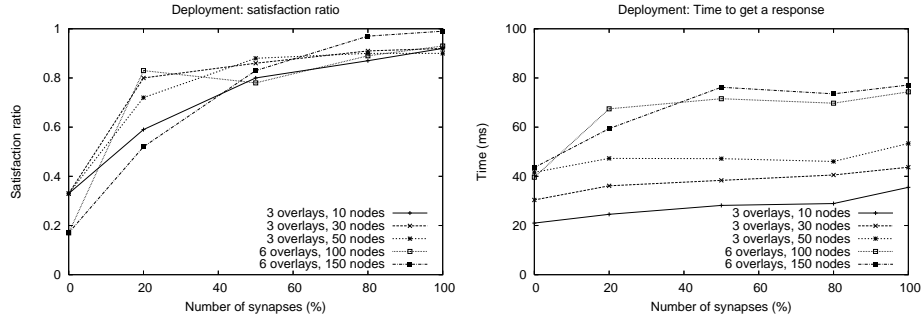 Deployment: satisfaction ratio
1
0.8
0.6
0.4
0.2
0
Satisfaction ratio
3 overlays, 10 nodes
3 overlays, 30 nodes
3 overlays, 50 nodes
6 overlays, 100 nodes
6 overlays, 150 nodes
0 20 40 60 80 100
Number of synapses (%)
Deployment: Time to get a response
100
80
60
40
20
0
Time (ms)
3 overlays, 10 nodes
3 overlays, 30 nodes
3 overlays, 50 nodes
6 overlays, 100 nodes
6 overlays, 150 nodes
0 20 40 60 80 100
Number of synapses (%)